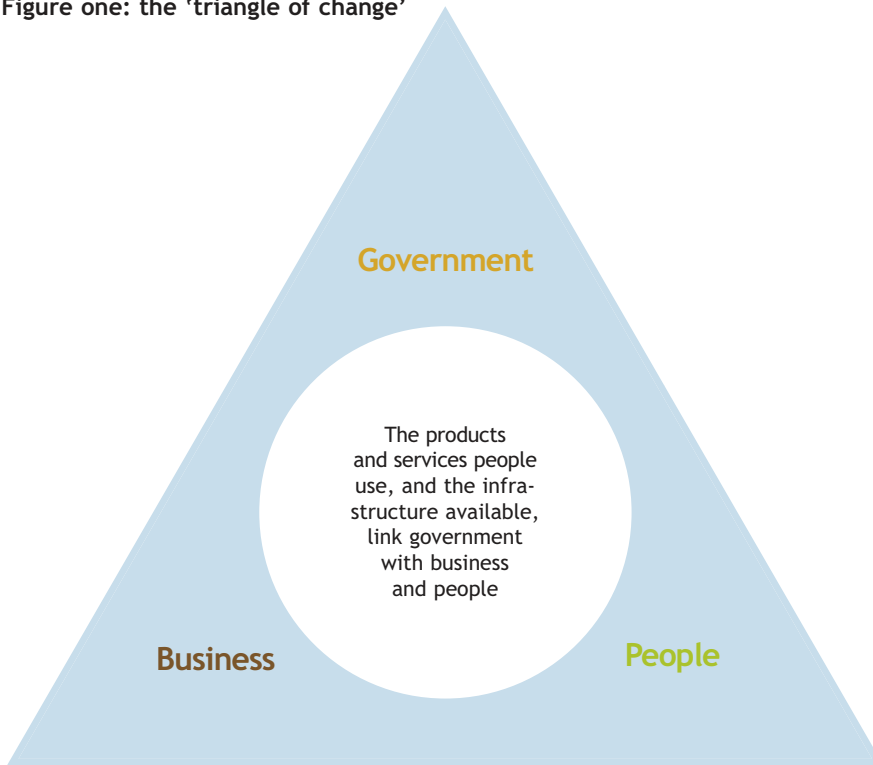 Figure one: the ‘triangle of change’
Government
The products
and services people
use, and the infra-
structure available,
link government
with business
and people
Business
People